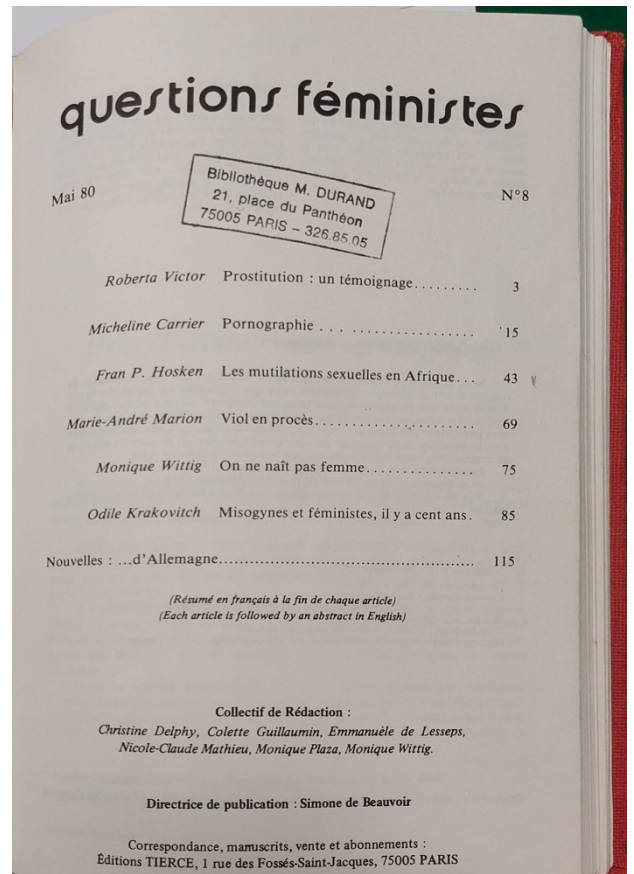 questions féministes
Mai 80
N°8
Bibliothèque M. DURAND
21, place du Panthéon
75005 PARIS – 326.85.05
Roberta Victor Prostitution : un témoignage......... 3
Micheline Carrier Pornographie ... .................. 15
Fran P. Hosken Les mutilations sexuelles en Afrique... 43
Marie-André Marion Viol en procès....................... 69
Monique Wittig On ne naît pas femme............... 75
Odile Krakovitch Misogynes et féministes, il y a cent ans. 85
Nouvelles : ...d'Allemagne.................................................. 115
(Résumé en français à la fin de chaque article)
(Each article is followed by an abstract in English)
Collectif de Rédaction :
Christine Delphy, Colette Guillaumin, Emmanuèle de Lesseps,
Nicole-Claude Mathieu, Monique Plaza, Monique Wittig.
Directrice de publication : Simone de Beauvoir
Correspondance, manuscrits, vente et abonnements :
Éditions TIERCE, 1 rue des Fossés-Saint-Jacques, 75005 PARIS